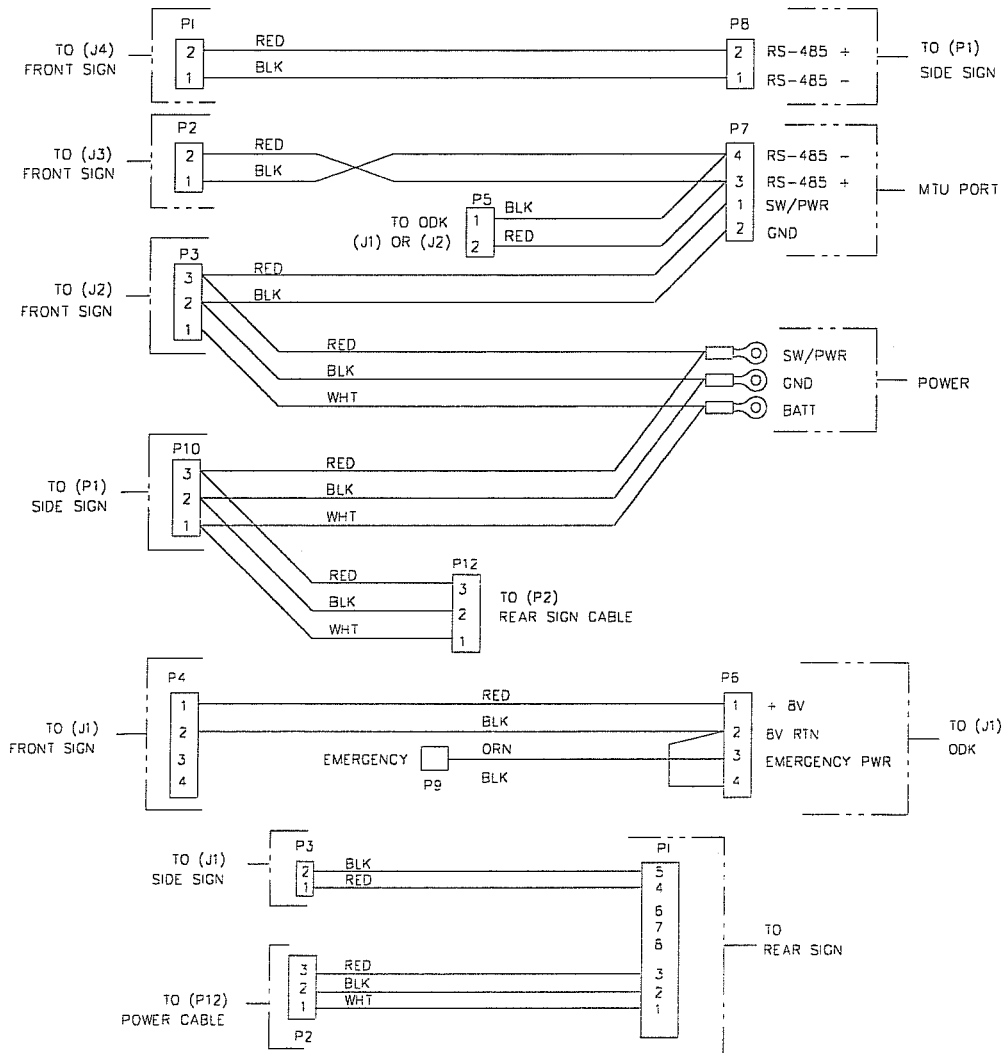 P1
P8
TO (J4)
FRONT SIGN
2
RED
2
RS-485 +
1
BLK
1
RS-485 -
TO (P1)
SIDE SIGN
P2
P7
TO (J3)
FRONT SIGN
2
RED
4
RS-485 -
1
BLK
3
RS-485 +
1
SW/PWR
2
GND
MTU PORT
P5
TO ODK
(J1) OR (J2)
1
BLK
2
RED
P3
TO (J2)
FRONT SIGN
3
RED
2
BLK
1
RED
SW/PWR
BLK
GND
WHT
BATT
POWER
P10
TO (P1)
SIDE SIGN
3
RED
2
BLK
1
WHT
P12
RED
3
BLK
2
WHT
1
TO (P2)
REAR SIGN CABLE
P4
P6
TO (J1)
FRONT SIGN
1
RED
1
+ 8V
2
BLK
2
8V RTN
3
EMERGENCY
ORN
3
EMERGENCY PWR
4
P9
BLK
4
TO (J1)
ODK
P3
P1
TO (J1)
SIDE SIGN
2
BLK
5
1
RED
4
6
7
8
TO
REAR SIGN
TO (P12)
POWER CABLE
3
RED
3
2
BLK
2
1
WHT
1
P2